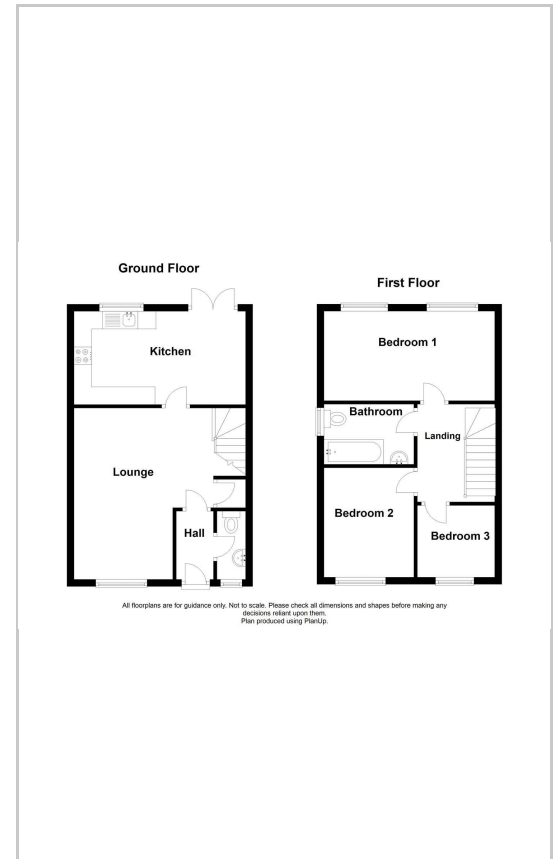 Ground Floor
Kitchen
Lounge
Hall
First Floor
Bedroom 1
Bathroom
Landing
Bedroom 2
Bedroom 3
All floorplans are for guidance only. Not to scale. Please check all dimensions and shapes before making any
decisions reliant upon them.
Plan produced using PlanUp.